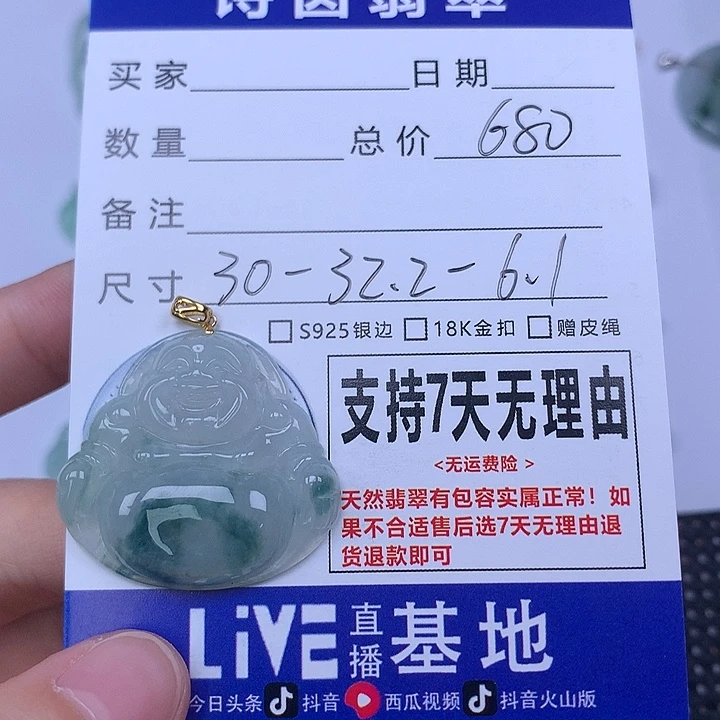 诗茵翡翠
买家 日期
数量 总价 680
备注
尺寸 30-32.2-6.1
S925银边 18K金扣 赠皮绳
支持7天无理由
<无运费险>
天然翡翠有包容实属正常！如
果不合适售后选7天无理由退
货退款即可
LiVE 直播 基地
今日头条 抖音 西瓜视频 抖音火山版